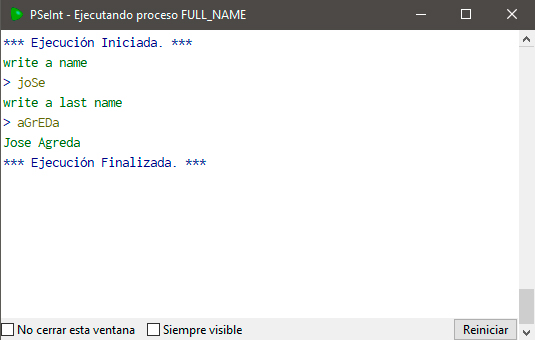 PSeInt - Ejecutando proceso FULL_NAME
*** Ejecución Iniciada. ***
write a name
> joSe
write a last name
> aGrEDa
Jose Agreda
*** Ejecución Finalizada. ***
No cerrar esta ventana Siempre visible Reiniciar